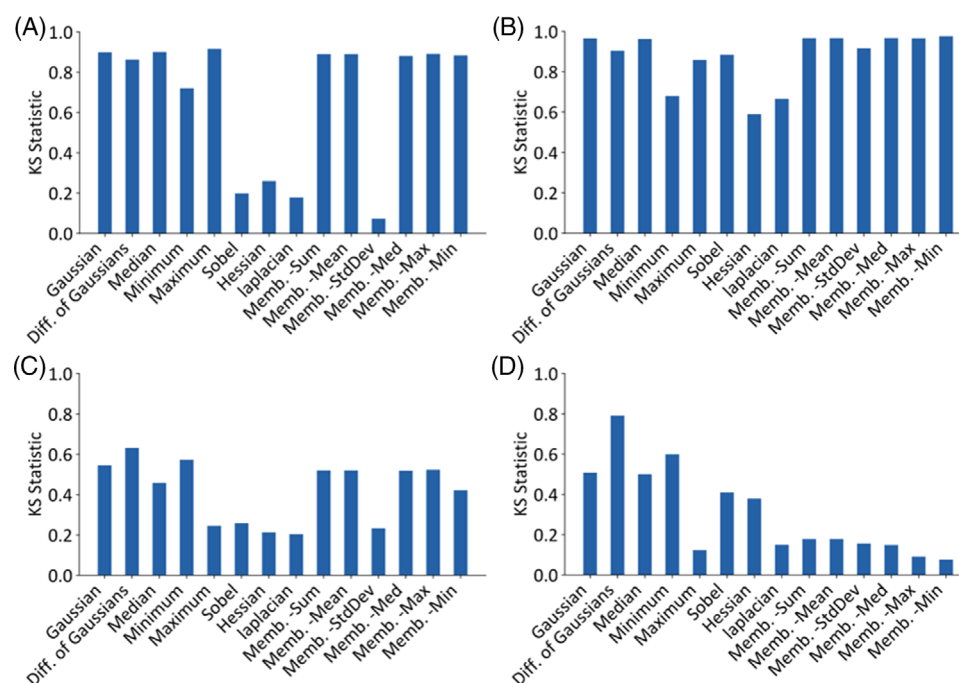 (A)
KS Statistic
1.0
0.8
0.6
0.4
0.2
0.0
Gaussian
Diff. of Gaussians
Median
Minimum
Maximum
Sobel
Hessian
laplacian
Memb. -Sum
Memb. -Mean
Memb. -StdDev
Memb. -Med
Memb. -Max
Memb. -Min
(B)
KS Statistic
1.0
0.8
0.6
0.4
0.2
0.0
Gaussian
Diff. of Gaussians
Median
Minimum
Maximum
Sobel
Hessian
laplacian
Memb. -Sum
Memb. -Mean
Memb. -StdDev
Memb. -Med
Memb. -Max
Memb. -Min
(C)
KS Statistic
1.0
0.8
0.6
0.4
0.2
0.0
Gaussian
Diff. of Gaussians
Median
Minimum
Maximum
Sobel
Hessian
laplacian
Memb. -Sum
Memb. -Mean
Memb. -StdDev
Memb. -Med
Memb. -Max
Memb. -Min
(D)
KS Statistic
1.0
0.8
0.6
0.4
0.2
0.0
Gaussian
Diff. of Gaussians
Median
Minimum
Maximum
Sobel
Hessian
laplacian
Memb. -Sum
Memb. -Mean
Memb. -StdDev
Memb. -Med
Memb. -Max
Memb. -Min